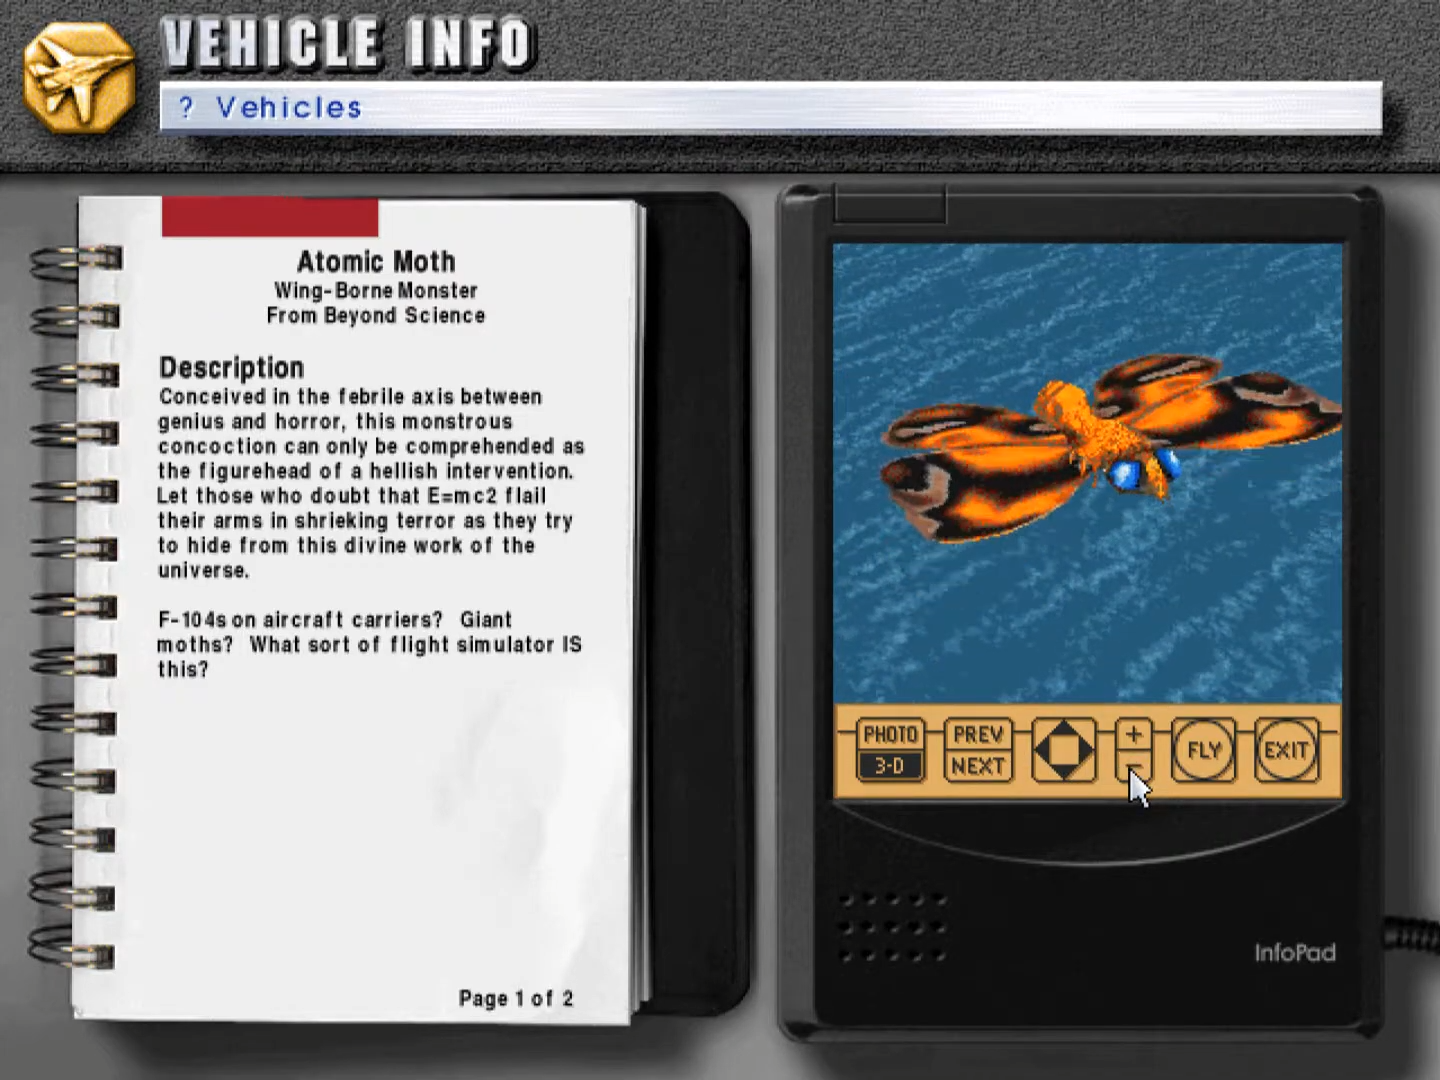 VEHICLE INFO
? Vehicles
Atomic Moth
Wing-Borne Monster
From Beyond Science
Description
Conceived in the febrile axis between
genius and horror, this monstrous
concoction can only be comprehended as
the figurehead of a hellish intervention.
Let those who doubt that E=mc2 flail
their arms in shrieking terror as they try
to hide from this divine work of the
universe.
F-104s on aircraft carriers? Giant
moths? What sort of flight simulator IS
this?
Page 1 of 2
PHOTO
3-D
PREV
NEXT
+
-
FLY
EXIT
InfoPad